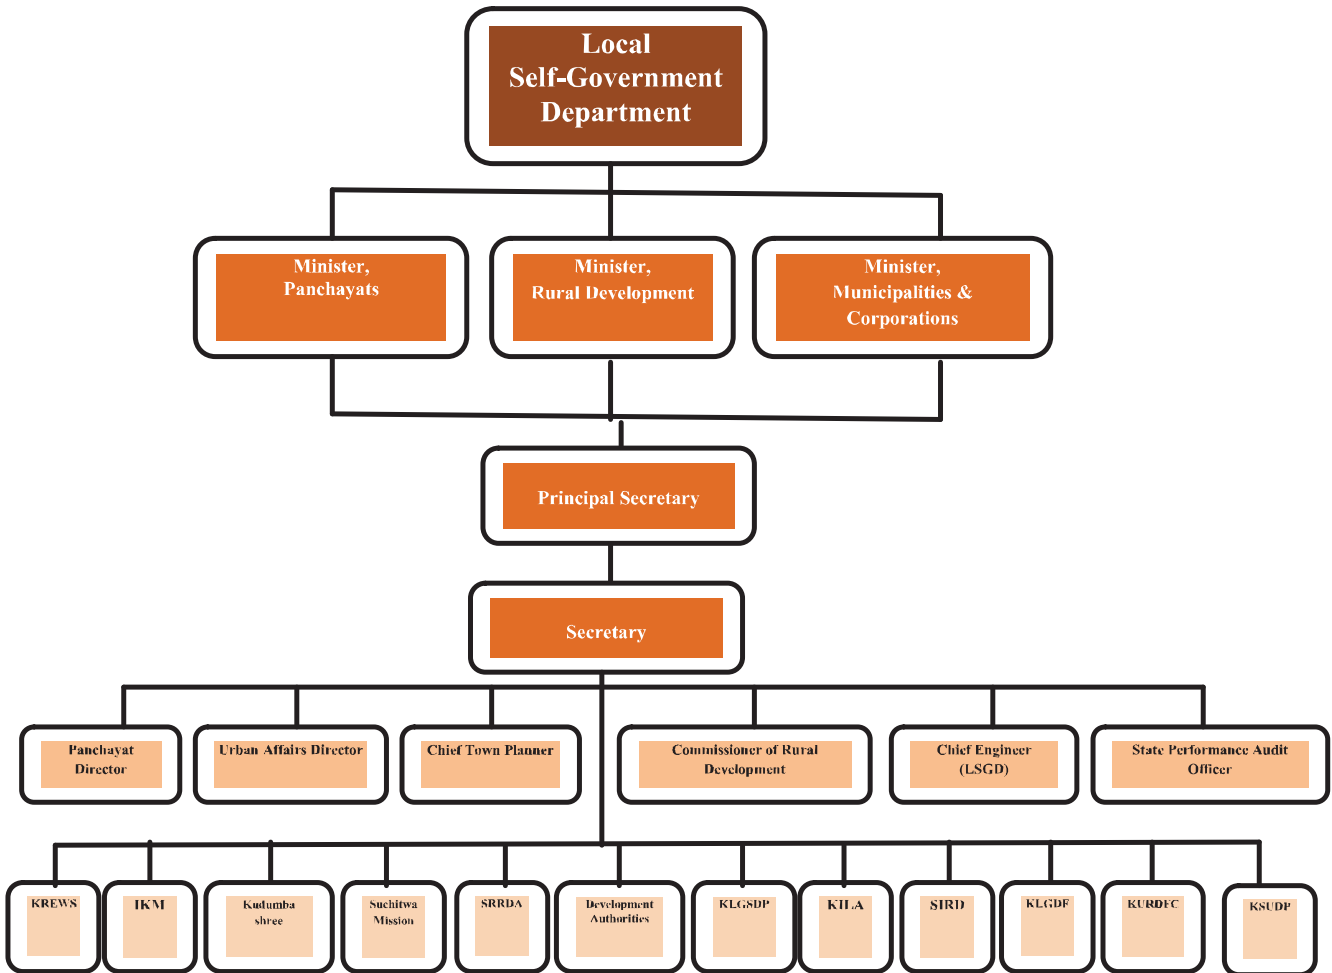 Local
Self-Government
Department
Minister,
Panchayats
Minister,
Rural Development
Minister,
Municipalities &
Corporations
Principal Secretary
Secretary
Panchayat
Director
Urban Affairs Director
Chief Town Planner
Commissioner of Rural
Development
Chief Engineer
(LSGD)
State Performance Audit
Officer
KREWS
IKM
Kudumba
shree
Suchitwa
Mission
SRRDA
Development
Authorities
KLGSDP
KILA
SIRD
KLGDF
KURDFC
KSUDP